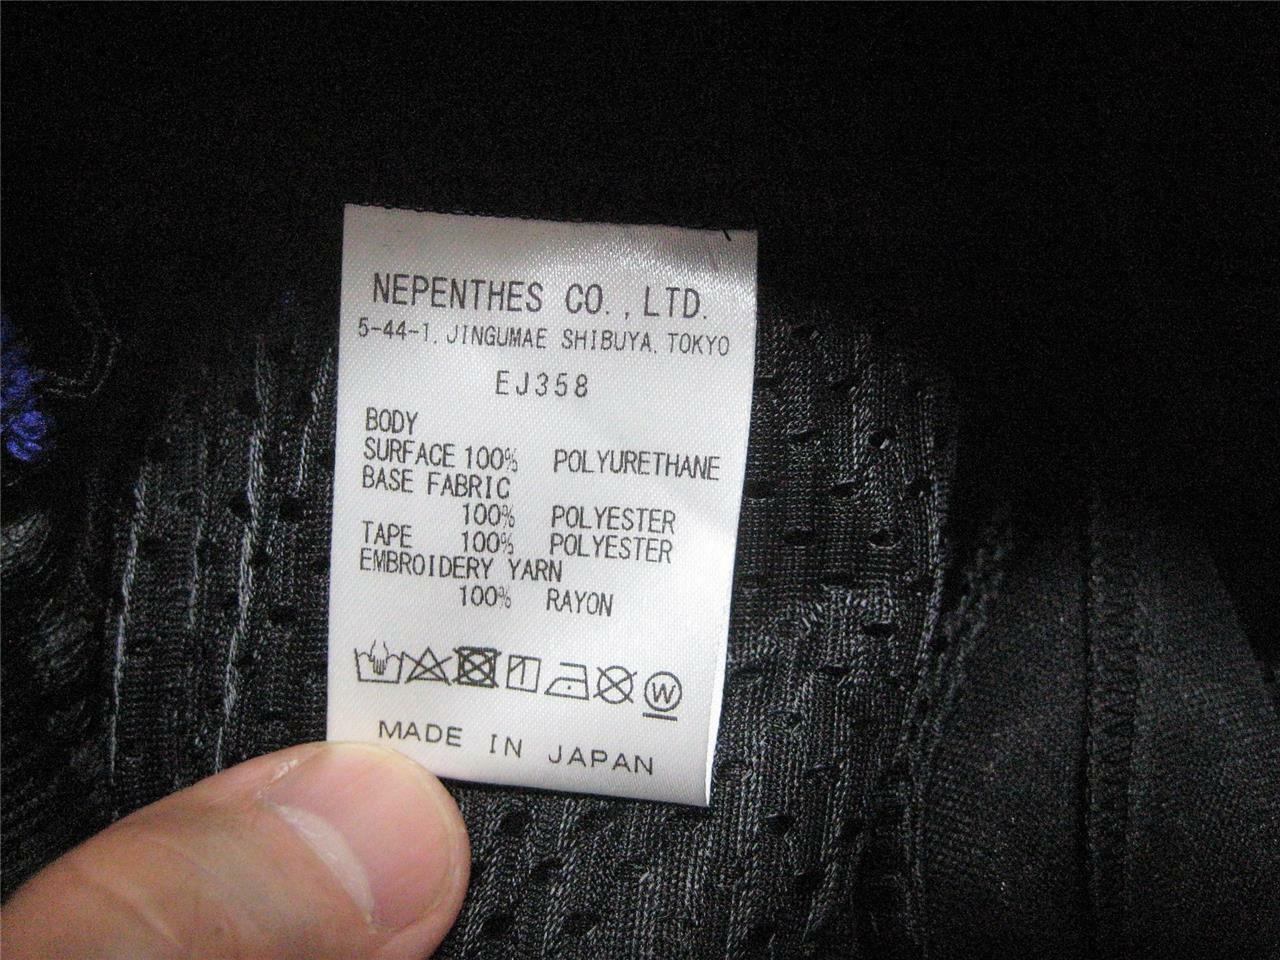 NEPENTHES CO.,LTD.
5-44-1, JINGUMAE SHIBUYA, TOKYO
EJ358
BODY
SURFACE 100% POLYURETHANE
BASE FABRIC
100% POLYESTER
TAPE 100% POLYESTER
EMBROIDERY YARN
100% RAYON
W
MADE IN JAPAN